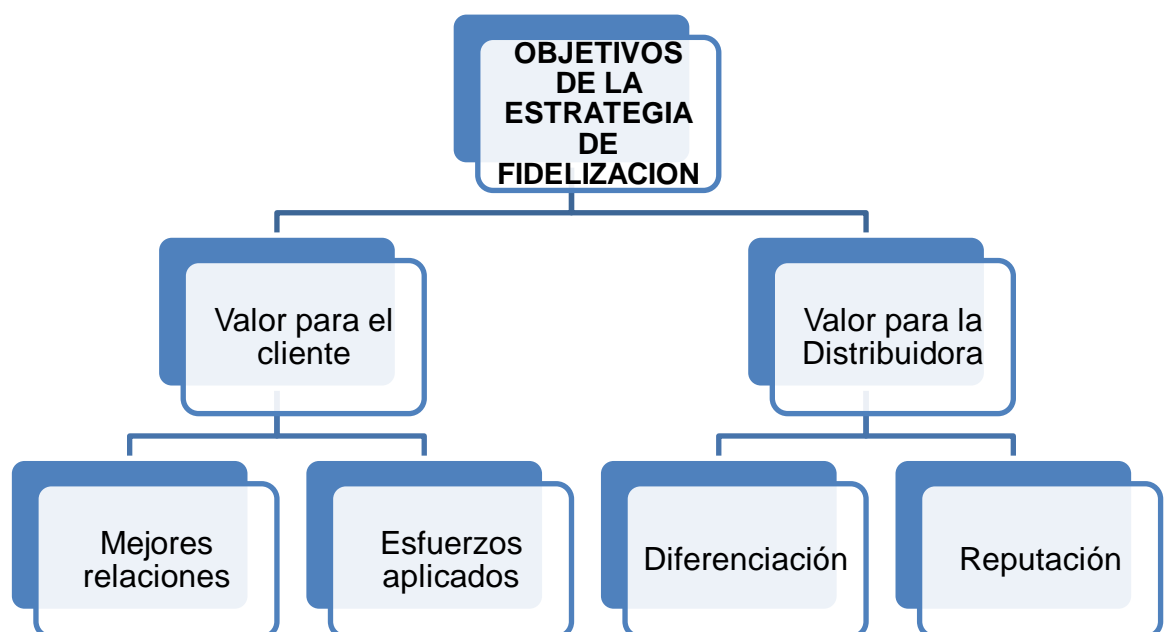 OBJETIVOS
DE LA
ESTRATEGIA
DE
FIDELIZACION
Valor para el
cliente
Valor para la
Distribuidora
Mejores
relaciones
Esfuerzos
aplicados
Diferenciación
Reputación